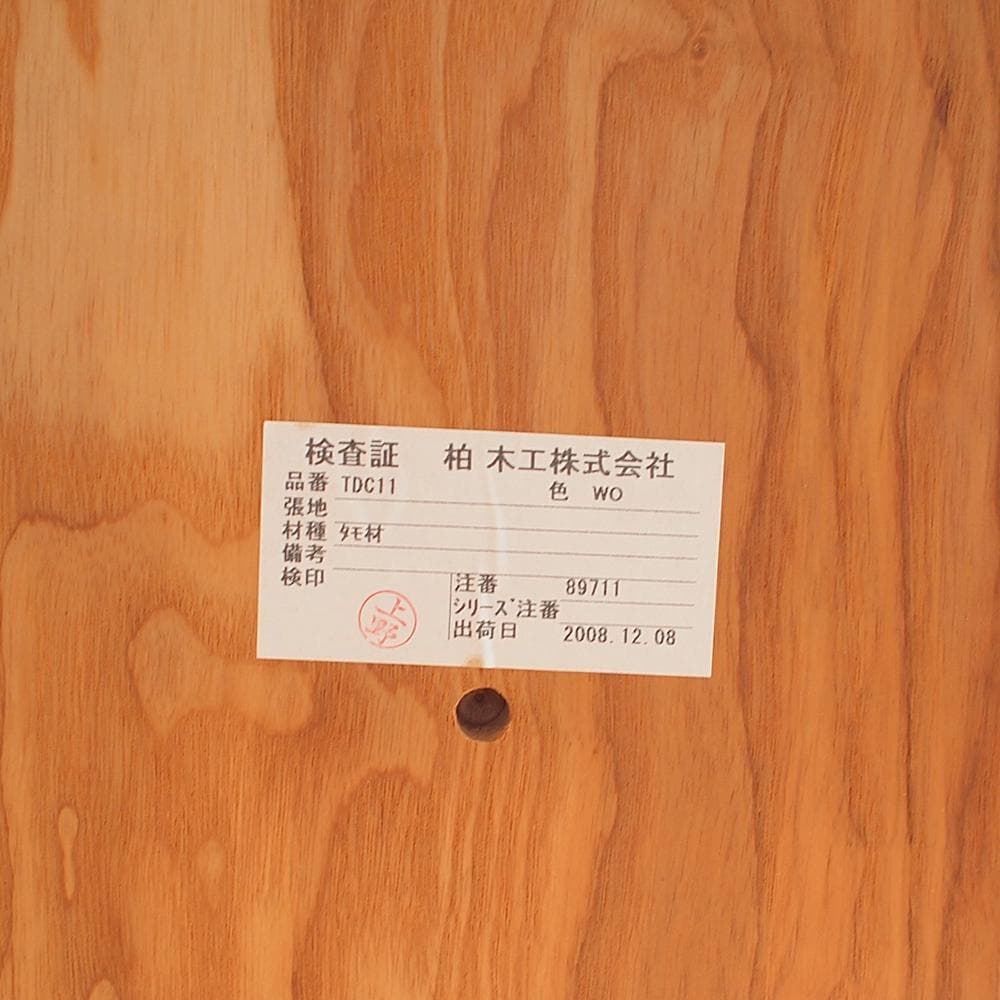 検査証 柏木工株式会社
品番 TDC11 色 WO
張地
材種 タモ材
備考
検印
上野
注番 89711
シリーズ注番
出荷日 2008.12.08